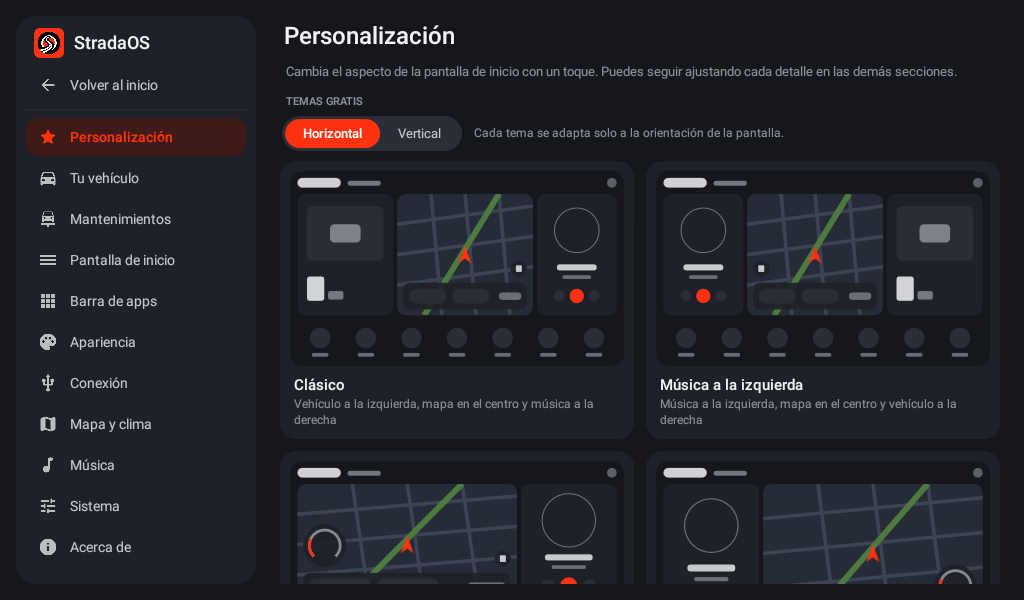 StradaOS
Volver al inicio
Personalización
Tu vehículo
Mantenimientos
Pantalla de inicio
Barra de apps
Apariencia
Conexión
Mapa y clima
Música
Sistema
Acerca de
Personalización
Cambia el aspecto de la pantalla de inicio con un toque. Puedes seguir ajustando cada detalle en las demás secciones.
TEMAS GRATIS
Horizontal
Vertical
Cada tema se adapta solo a la orientación de la pantalla.
Clásico
Vehículo a la izquierda, mapa en el centro y música a la
derecha
Música a la izquierda
Música a la izquierda, mapa en el centro y vehículo a la
derecha